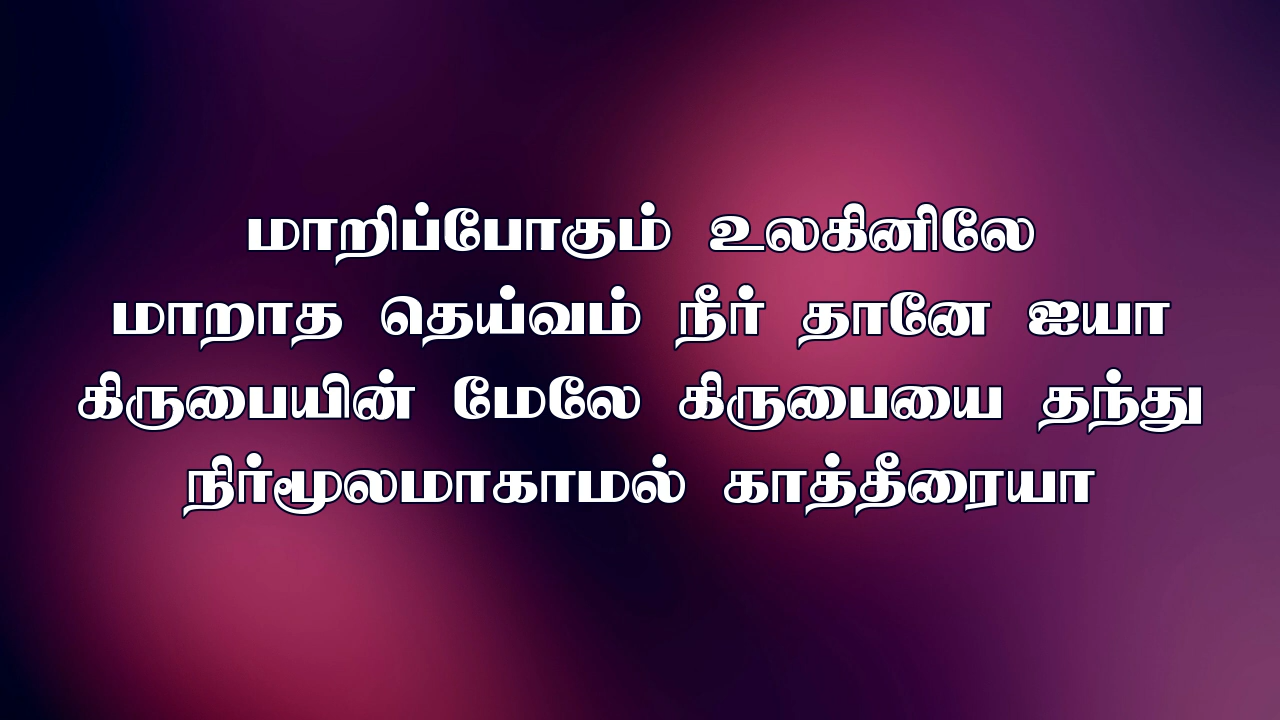 மாறிப்போகும் உலகினிலே
மாறாத தெய்வம் நீர் தானே ஐயா
கிருபையின் மேலே கிருபையை தந்து
நிர்மூலமாகாமல் காத்தீரையா